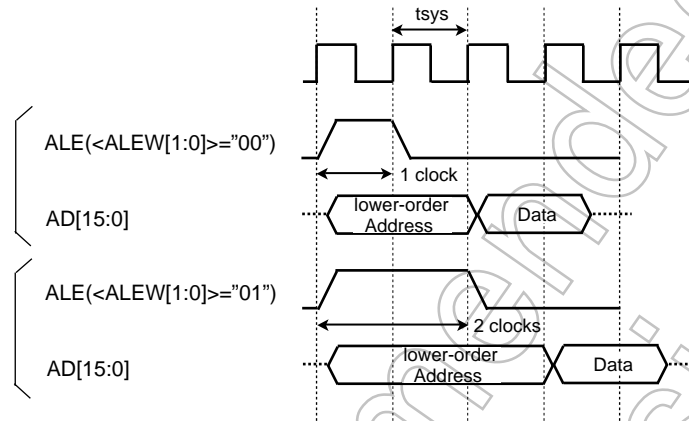 tsys
ALE(<ALEW[1:0]>="00")
1 clock
AD[15:0]
lower-order
Address
Data
ALE(<ALEW[1:0]>="01")
2 clocks
AD[15:0]
lower-order
Address
Data